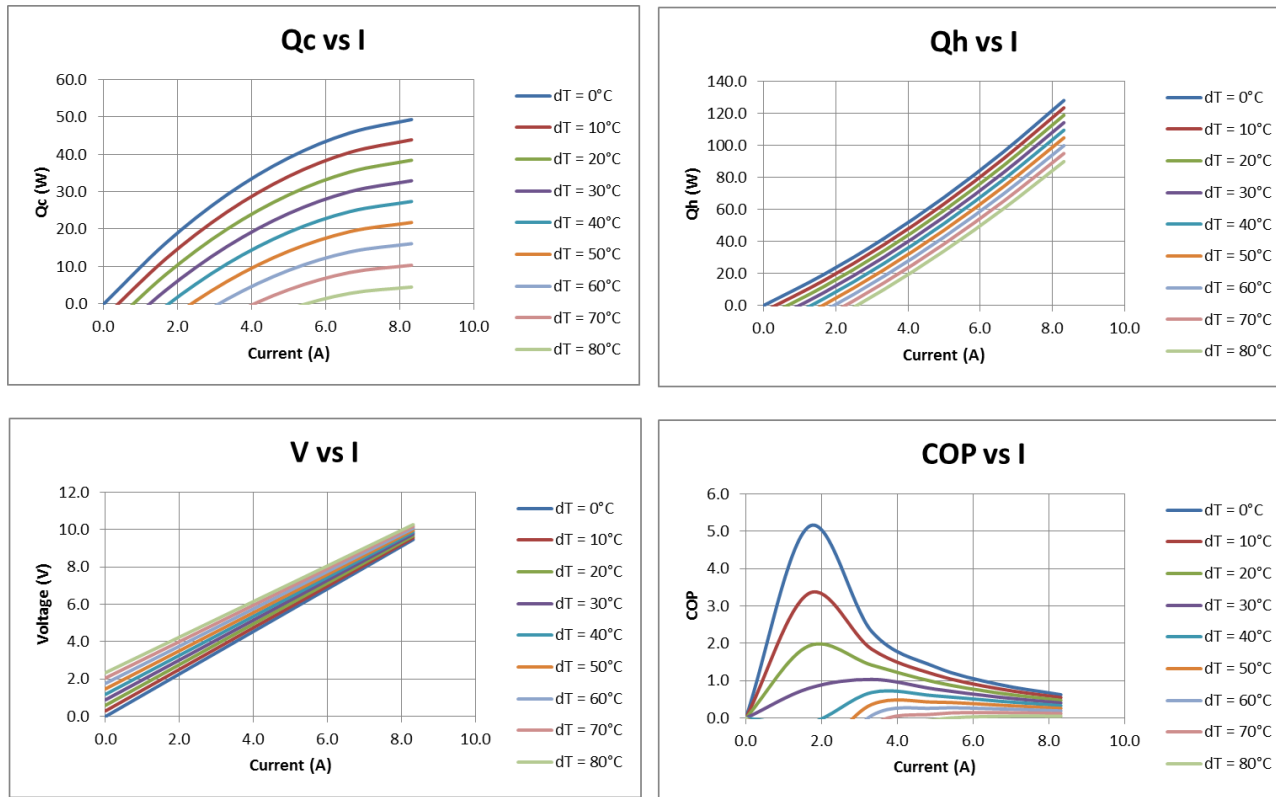 Qc vs I
Qc (W)
60.0
50.0
40.0
30.0
20.0
10.0
0.0
0.0 2.0 4.0 6.0 8.0 10.0
Current (A)
dT = 0°C
dT = 10°C
dT = 20°C
dT = 30°C
dT = 40°C
dT = 50°C
dT = 60°C
dT = 70°C
dT = 80°C
Qh vs I
Qh (W)
140.0
120.0
100.0
80.0
60.0
40.0
20.0
0.0
0.0 2.0 4.0 6.0 8.0 10.0
Current (A)
dT = 0°C
dT = 10°C
dT = 20°C
dT = 30°C
dT = 40°C
dT = 50°C
dT = 60°C
dT = 70°C
dT = 80°C
V vs I
Voltage (V)
12.0
10.0
8.0
6.0
4.0
2.0
0.0
0.0 2.0 4.0 6.0 8.0 10.0
Current (A)
dT = 0°C
dT = 10°C
dT = 20°C
dT = 30°C
dT = 40°C
dT = 50°C
dT = 60°C
dT = 70°C
dT = 80°C
COP vs I
COP
6.0
5.0
4.0
3.0
2.0
1.0
0.0
0.0 2.0 4.0 6.0 8.0 10.0
Current (A)
dT = 0°C
dT = 10°C
dT = 20°C
dT = 30°C
dT = 40°C
dT = 50°C
dT = 60°C
dT = 70°C
dT = 80°C